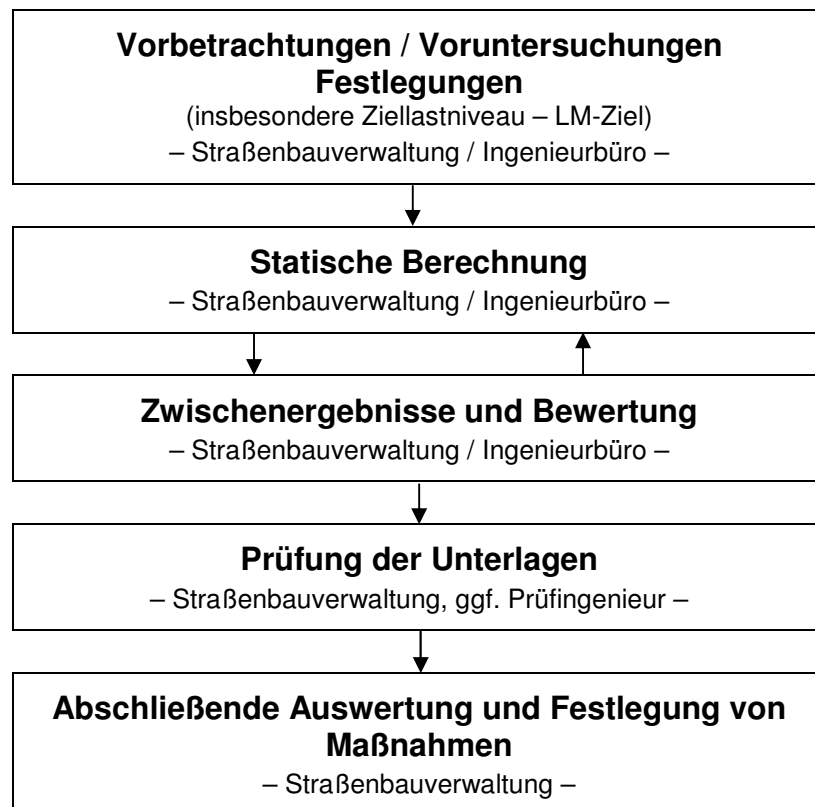 Vorbetrachtungen / Voruntersuchungen
Festlegungen
(insbesondere Ziellastniveau – LM-Ziel)
– Straßenbauverwaltung / Ingenieurbüro –
Statische Berechnung
– Straßenbauverwaltung / Ingenieurbüro –
Zwischenergebnisse und Bewertung
– Straßenbauverwaltung / Ingenieurbüro –
Prüfung der Unterlagen
– Straßenbauverwaltung, ggf. Prüfingenieur –
Abschließende Auswertung und Festlegung von
Maßnahmen
– Straßenbauverwaltung –